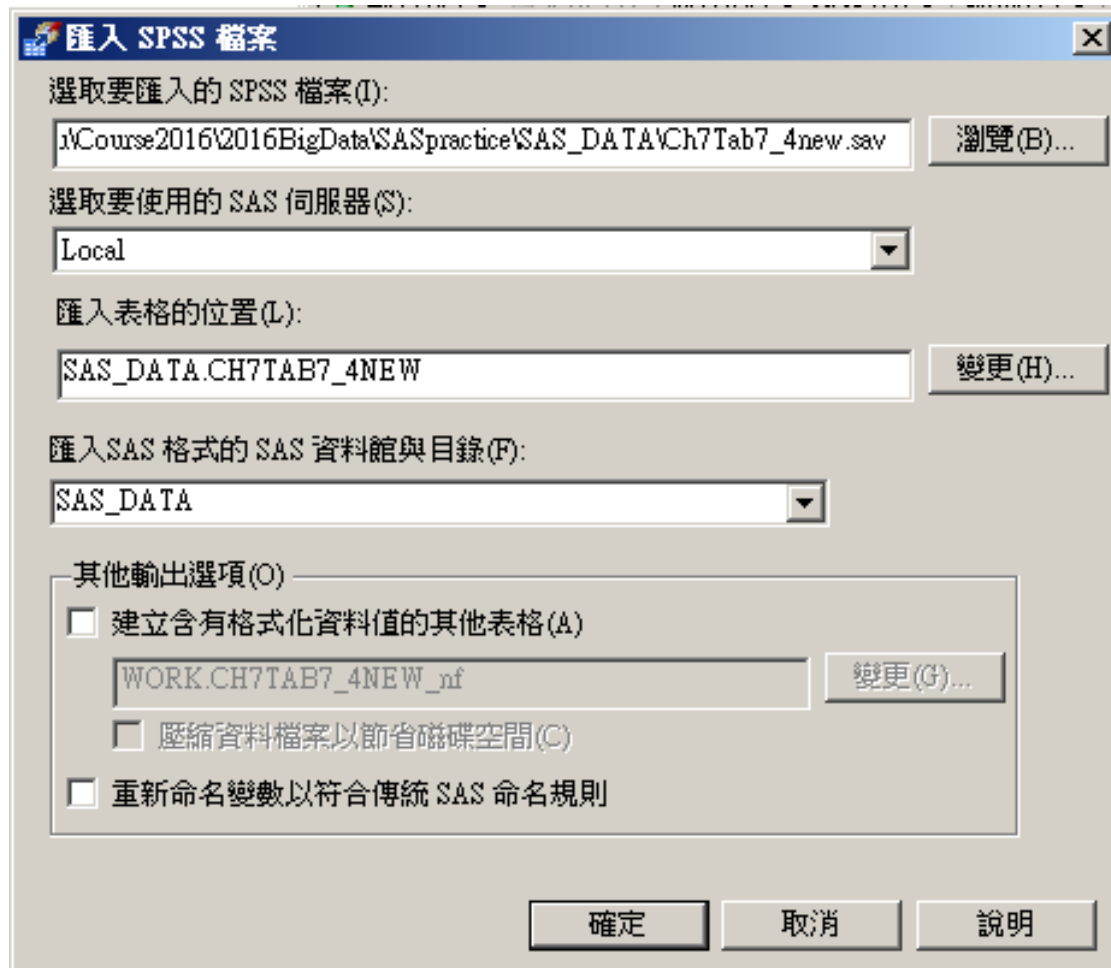 匯入 SPSS 檔案
選取要匯入的 SPSS 檔案(I):
\Course2016\2016BigData\SASpractice\SAS_DATA\Ch7Tab7_4new.sav
瀏覽(B)...
選取要使用的 SAS 伺服器(S):
Local
匯入表格的位置(L):
SAS_DATA.CH7TAB7_4NEW
變更(H)...
匯入SAS 格式的 SAS 資料館與目錄(F):
SAS_DATA
其他輸出選項(O)
建立含有格式化資料值的其他表格(A)
WORK.CH7TAB7_4NEW_nf
變更(G)...
壓縮資料檔案以節省磁碟空間(C)
重新命名變數以符合傳統 SAS 命名規則
確定
取消
說明